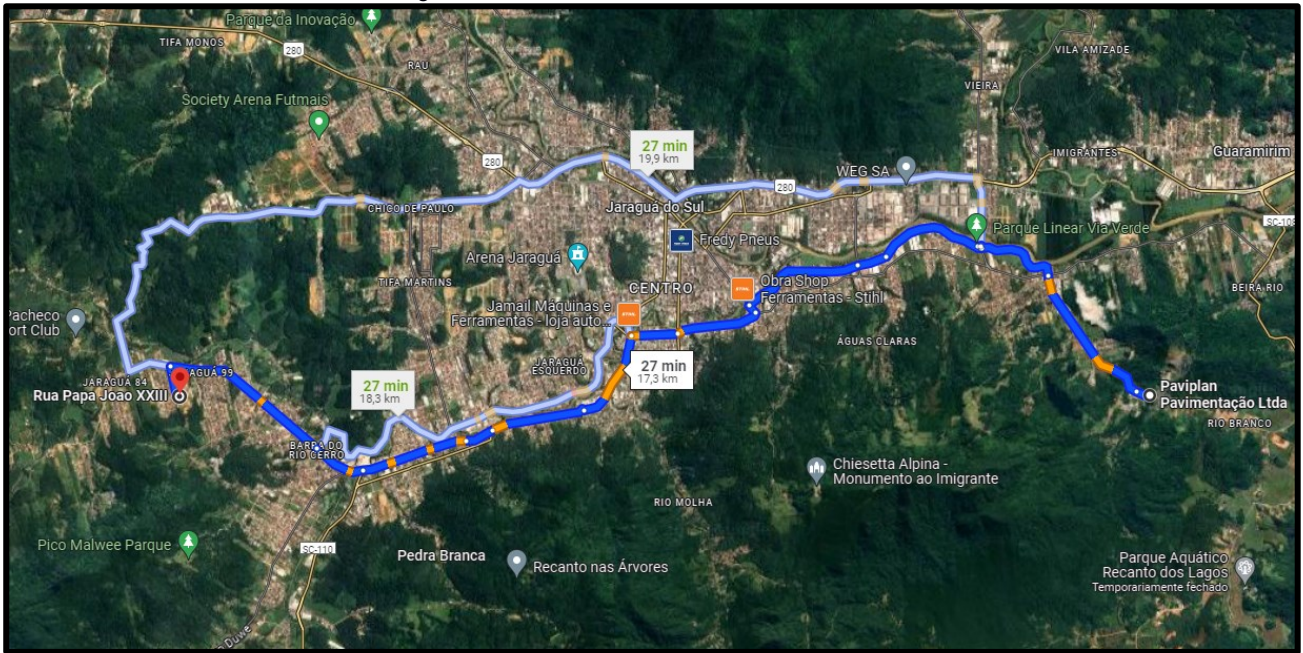 Parque da Inovação
TIFA MONOS
280
RAU
VILA AMIZADE
VIEIRA
Society Arena Futmais
280
27 min
19,9 km
WEG SA
IMIGRANTES
Guaramirim
280
CHICO DE PAULO
Jaraguá do Sul
SC-108
Parque Linear Via Verde
Fredy Pneus
Arena Jaraguá
TIFA MARTINS
CENTRO
Obra Shop
Ferramentas - Stihl
BEIRA RIO
Jamail Máquinas e
Ferramentas - loja auto...
Pacheco
ort Club
ÁGUAS CLARAS
JARAGUÁ
ESQUERDO
27 min
17,3 km
JARAGUÁ 84
AGUÁ 99
Rua Papa João XXIII
27 min
18,3 km
Paviplan
Pavimentação Ltda
RIO BRANCO
BARRA DO
RIO CERRO
Chiesetta Alpina -
Monumento ao Imigrante
RIO MOLHA
Pico Malwee Parque
SC-110
Pedra Branca
Recanto nas Árvores
Parque Aquático
Recanto dos Lagos
Temporariamente fechado
Duwe